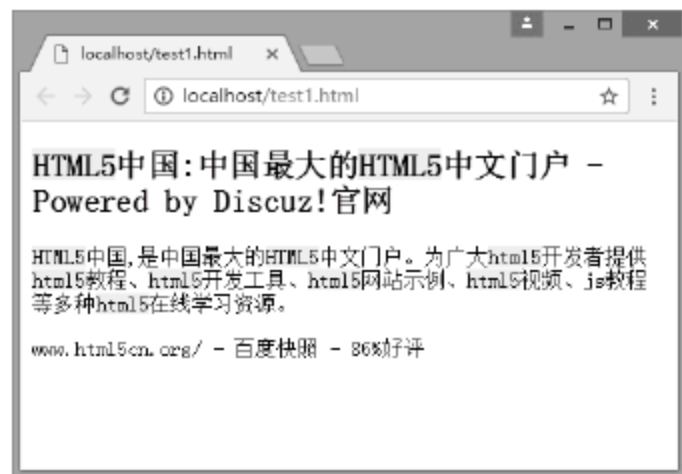 localhost/test1.html
localhost/test1.html
HTML5中国:中国最大的HTML5中文门户 -
Powered by Discuz!官网
HTML5中国,是中国最大的HTML5中文门户。为广大html5开发者提供
html5教程、html5开发工具、html5网站示例、html5视频、js教程
等多种html5在线学习资源。
www.html5cn.org/ - 百度快照 - 86%好评